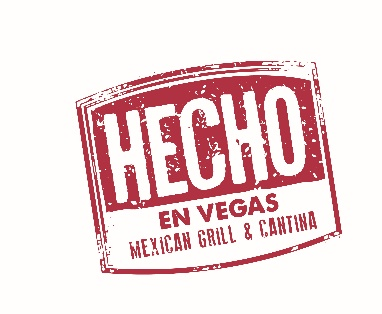 HECHO
EN VEGAS
MEXICAN GRILL & CANTINA